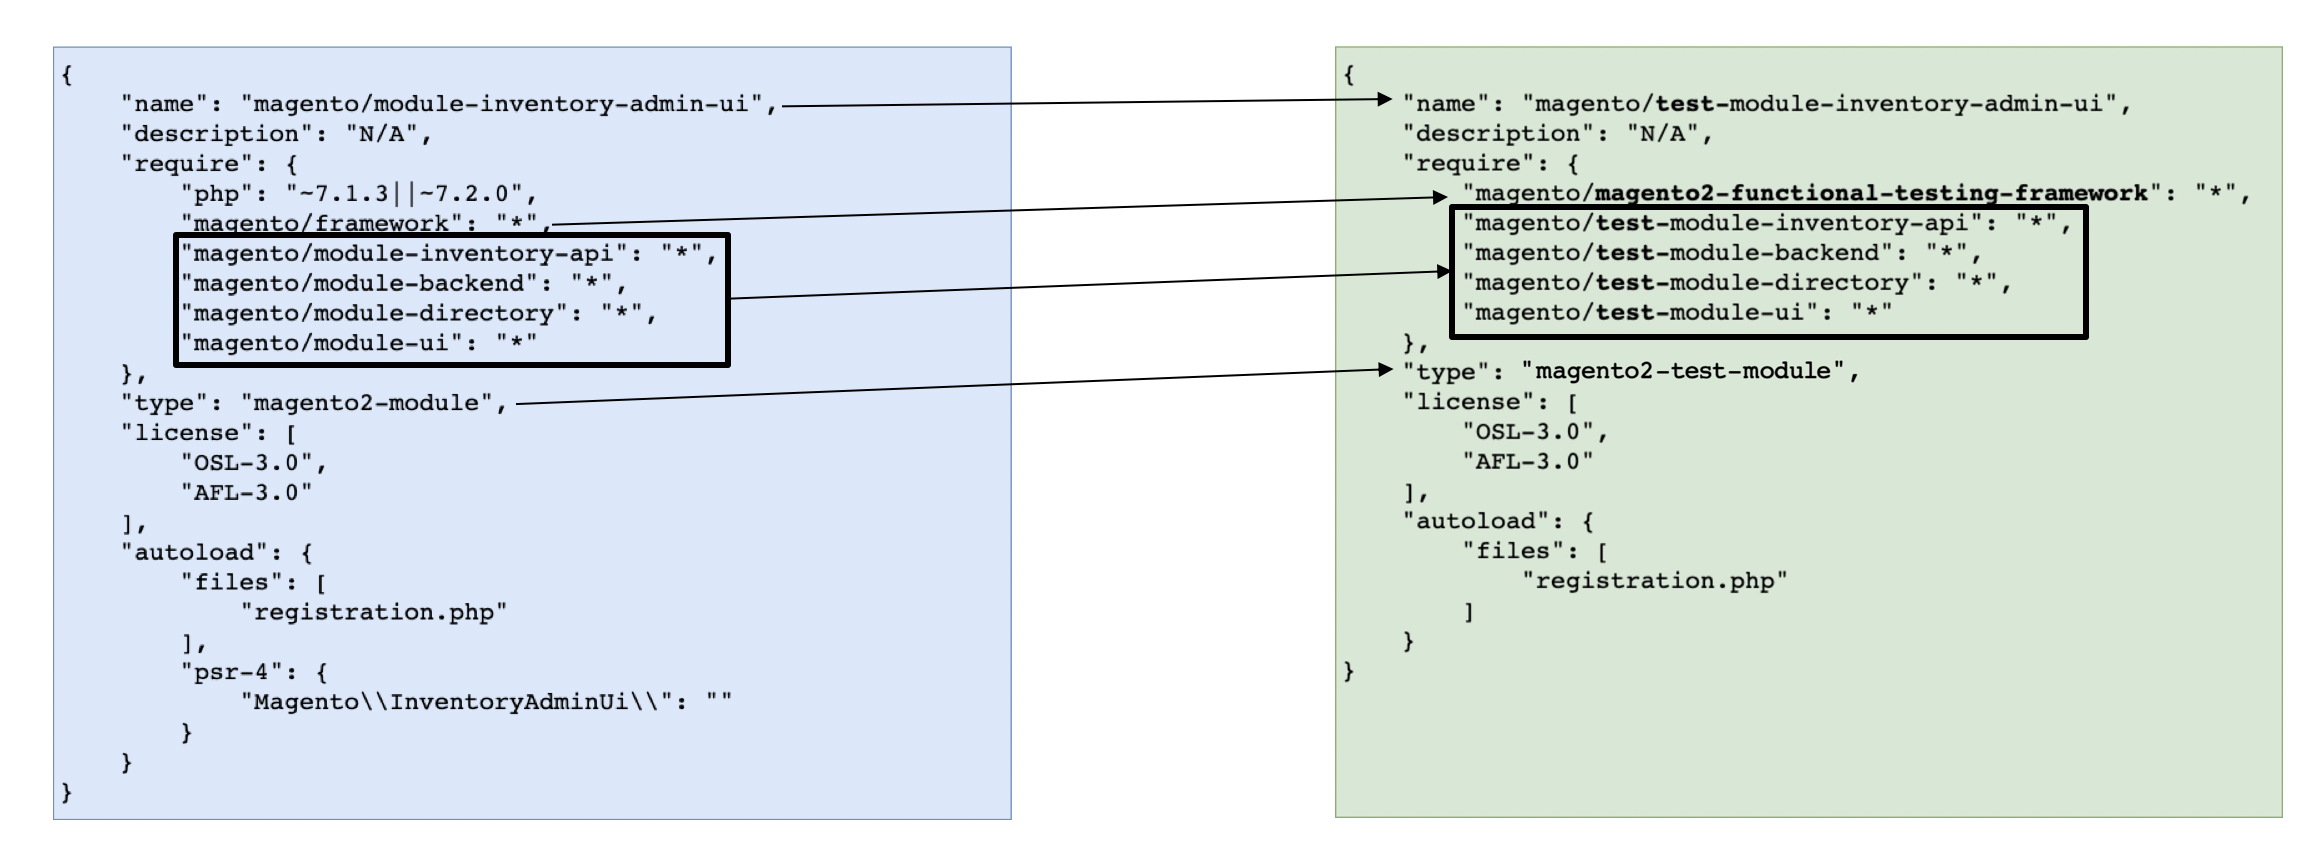 {
"name": "magento/module-inventory-admin-ui",
"description": "N/A",
"require": {
"php": "~7.1.3||~7.2.0",
"magento/framework": "*",
"magento/module-inventory-api": "*",
"magento/module-backend": "*",
"magento/module-directory": "*",
"magento/module-ui": "*"
},
"type": "magento2-module",
"license": [
"OSL-3.0",
"AFL-3.0"
],
"autoload": {
"files": [
"registration.php"
],
"psr-4": {
"Magento\\InventoryAdminUi\\": ""
}
}
}
{
"name": "magento/test-module-inventory-admin-ui",
"description": "N/A",
"require": {
"magento/magento2-functional-testing-framework": "*",
"magento/test-module-inventory-api": "*",
"magento/test-module-backend": "*",
"magento/test-module-directory": "*",
"magento/test-module-ui": "*"
},
"type": "magento2-test-module",
"license": [
"OSL-3.0",
"AFL-3.0"
],
"autoload": {
"files": [
"registration.php"
]
}
}